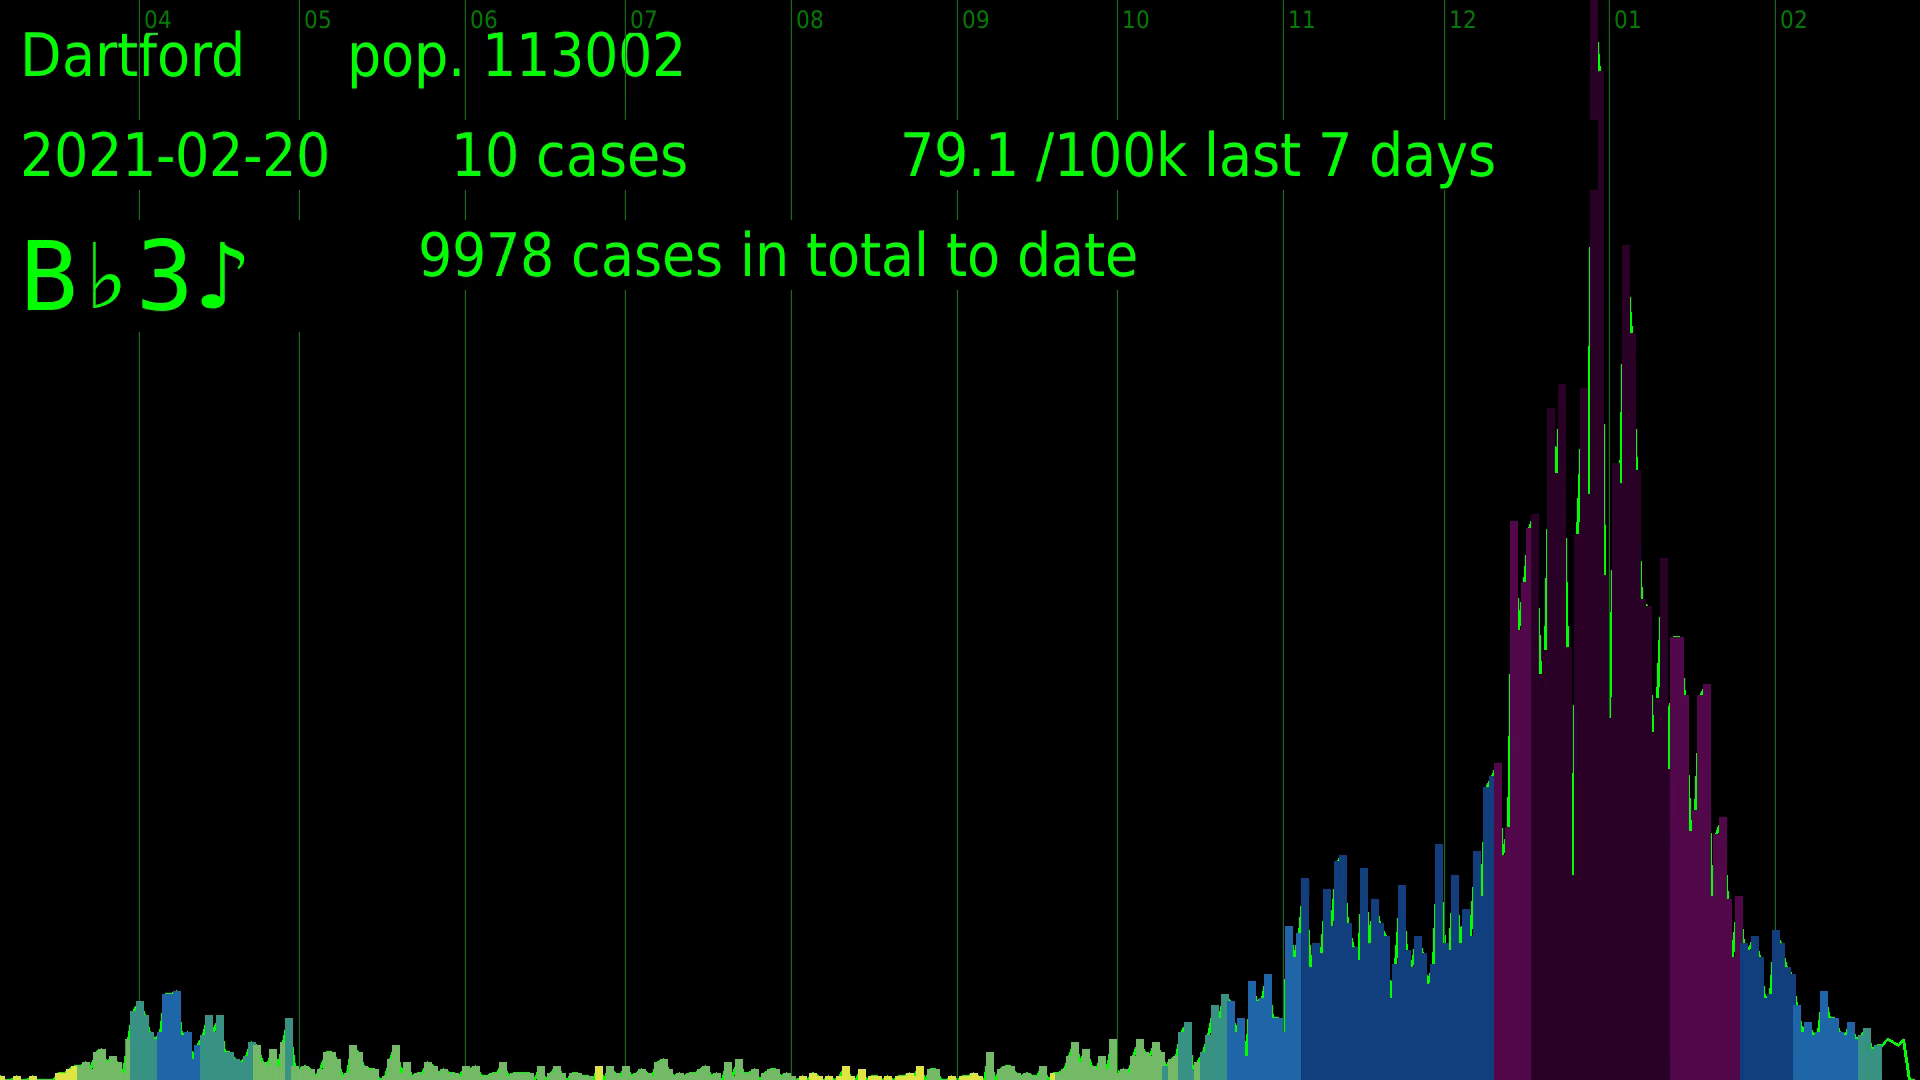 04 05 06 07 08 09 10 11 12 01 02
Dartford pop. 113002
2021-02-20 10 cases 79.1 /100k last 7 days
B♭3♪ 9978 cases in total to date